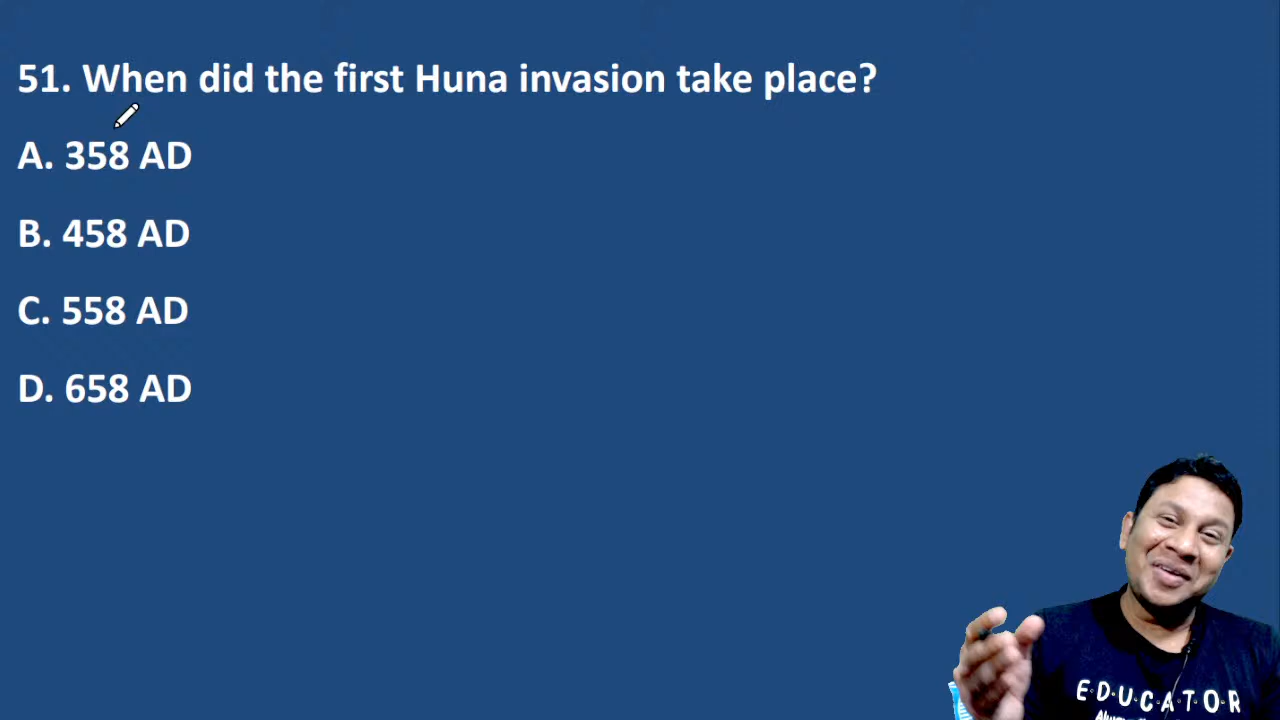 51. When did the first Huna invasion take place?
A. 358 AD
B. 458 AD
C. 558 AD
D. 658 AD
EDUCATOR